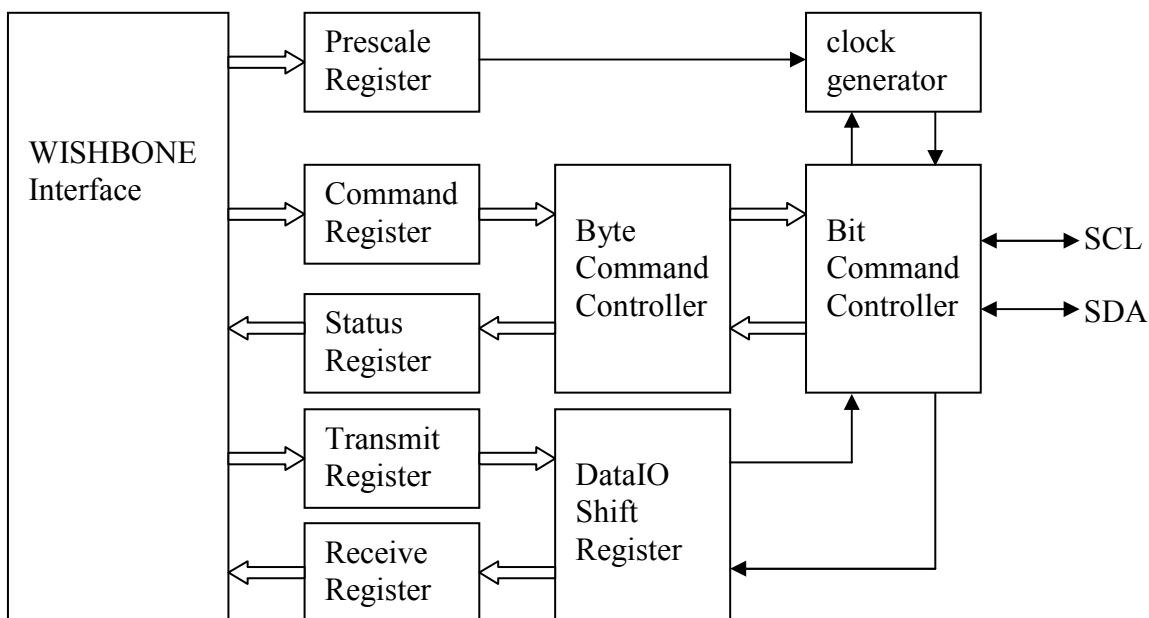 Prescale
Register
clock
generator
WISHBONE
Interface
Command
Register
Byte
Command
Controller
Bit
Command
Controller
SCL
SDA
Status
Register
Transmit
Register
DataIO
Shift
Register
Receive
Register